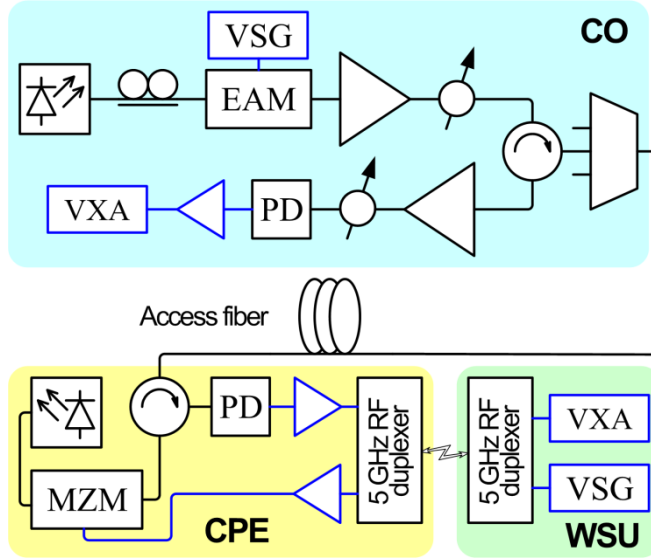 VSG
CO
EAM
VXA
PD
Access fiber
PD
5 GHz RF
duplexer
5 GHz RF
duplexer
VXA
MZM
VSG
CPE
WSU